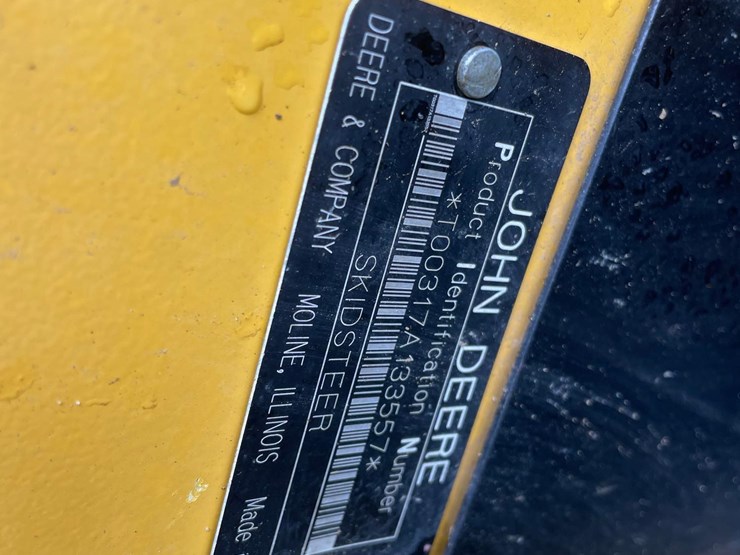 JOHN DEERE
Product Identification Number
*T00317A133557*
SKIDSTEER
DEERE & COMPANY MOLINE, ILLINOIS Made